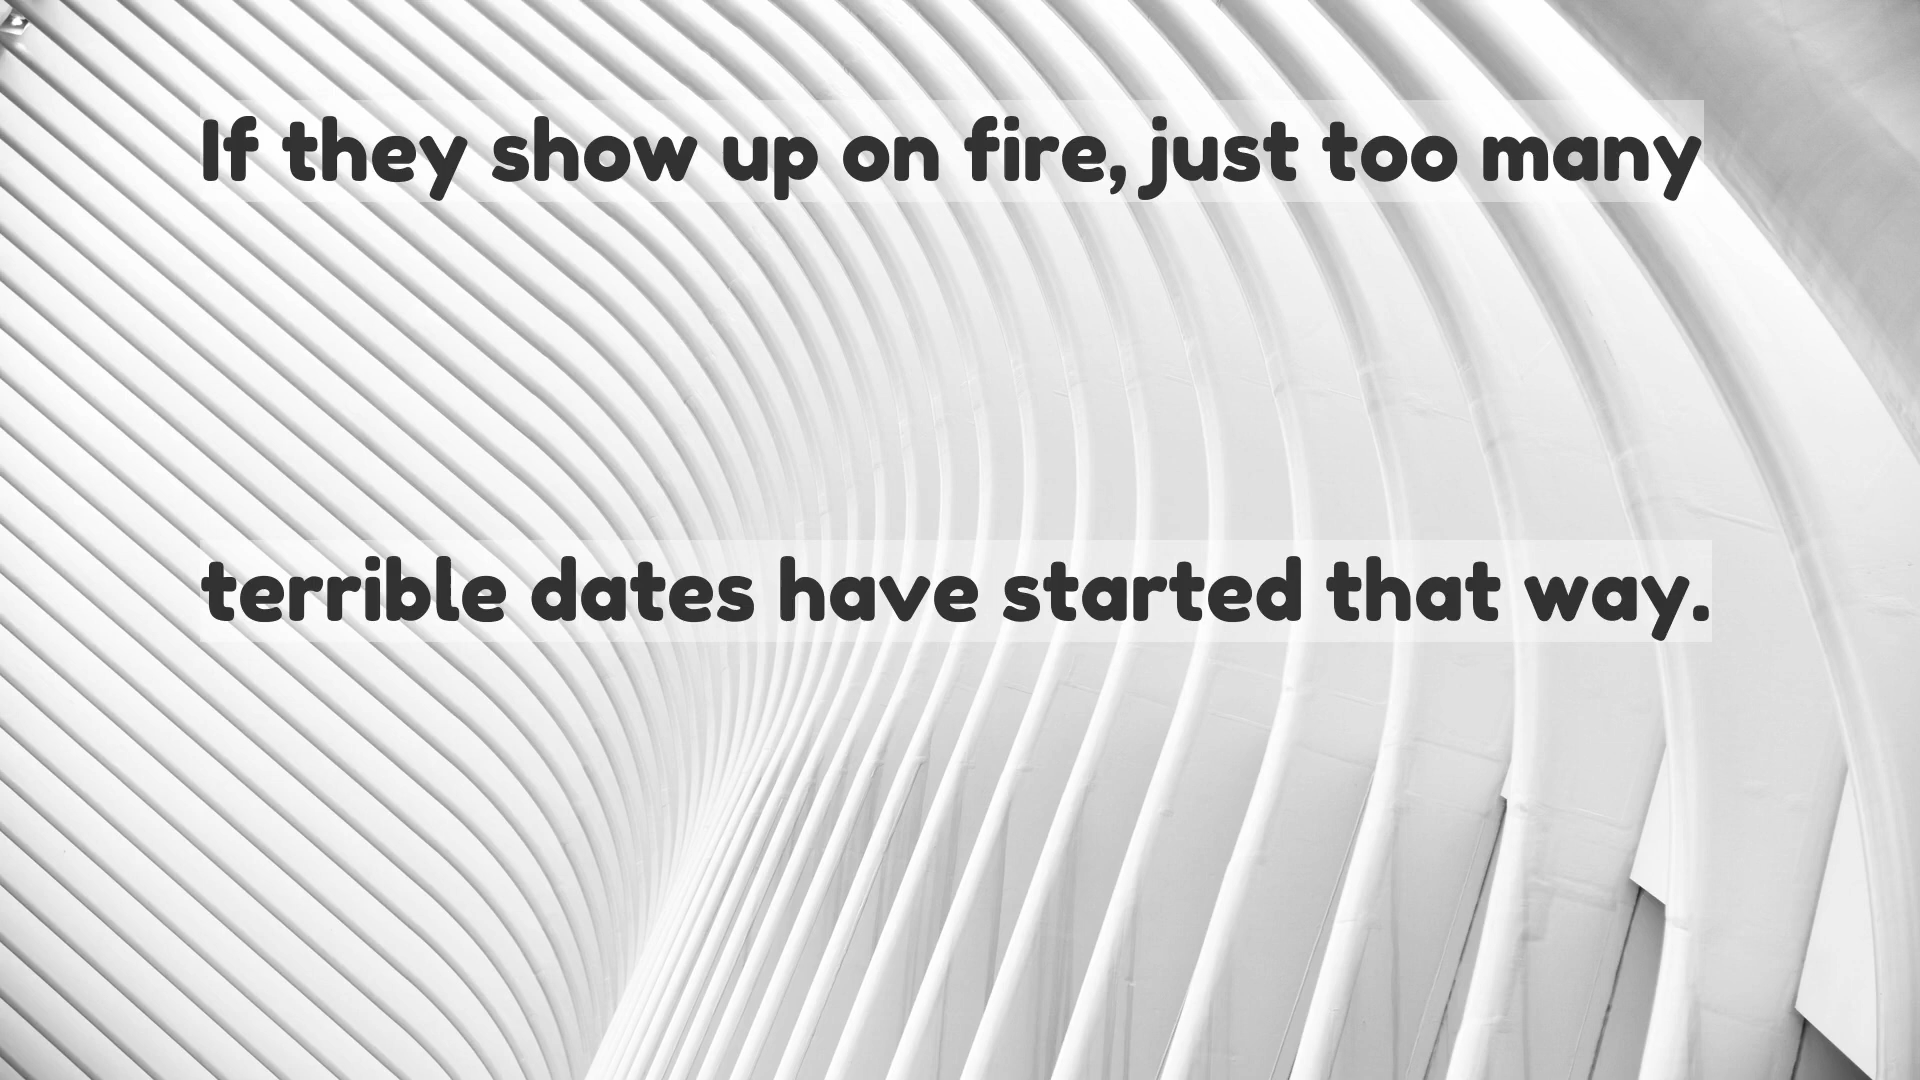 If they show up on fire, just too many
terrible dates have started that way.